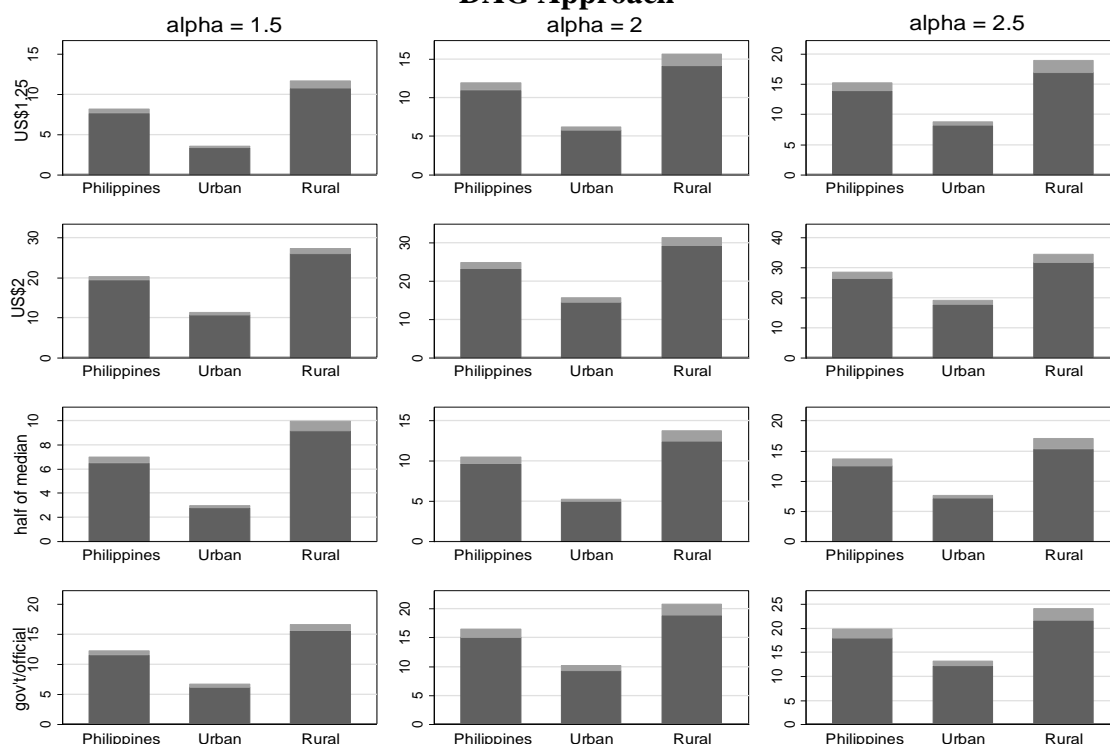 DAG Approach
alpha = 1.5
alpha = 2
alpha = 2.5
US$1.25
0 5 10 15
Philippines Urban Rural
0 5 10 15
Philippines Urban Rural
0 5 10 15 20
Philippines Urban Rural
US$2
0 10 20 30
Philippines Urban Rural
0 10 20 30
Philippines Urban Rural
0 10 20 30 40
Philippines Urban Rural
half of median
0 2 4 6 8 10
Philippines Urban Rural
0 5 10 15
Philippines Urban Rural
0 5 10 15 20
Philippines Urban Rural
gov't/official
0 5 10 15 20
Philippines Urban Rural
0 5 10 15 20
Philippines Urban Rural
0 5 10 15 20 25
Philippines Urban Rural